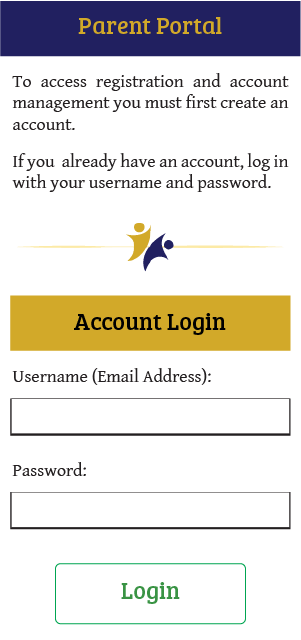 Parent Portal
To access registration and account
management you must first create an
account.
If you already have an account, log in
with your username and password.
Account Login
Username (Email Address):
Password:
Login